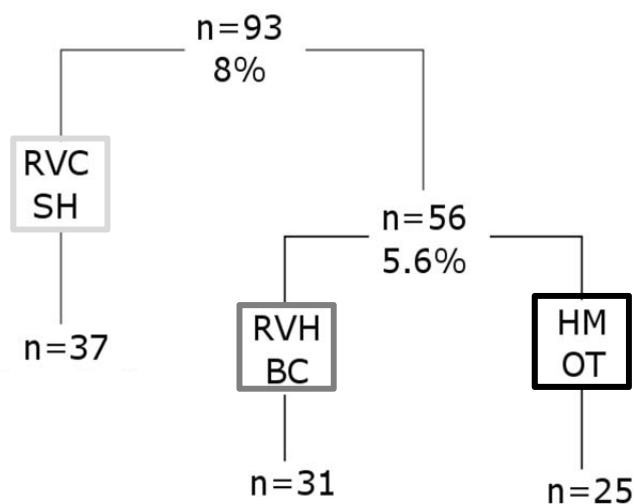 n=93
8%
RVC
SH
n=56
5.6%
RVH
BC
HM
OT
n=37
n=31
n=25